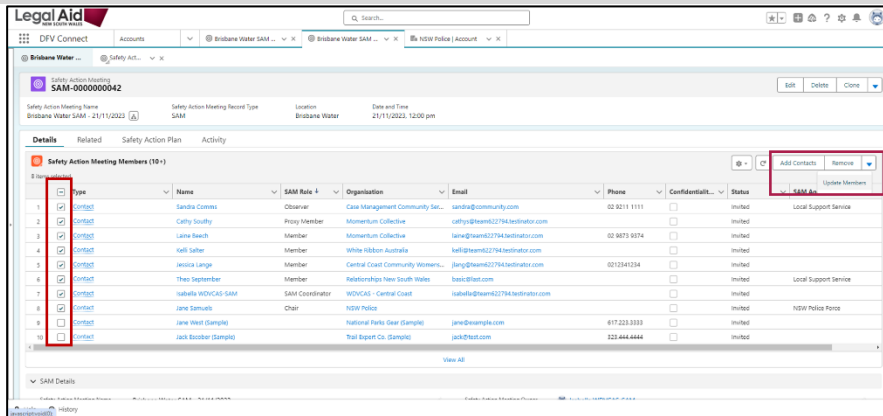 Legal Aid
NEW SOUTH WALES
Search...
DFV Connect
Accounts
Brisbane Water SAM ...
Brisbane Water SAM ...
NSW Police | Account
Brisbane Water ...
Safety Act...
Safety Action Meeting
SAM-0000000042
Edit Delete Clone
Safety Action Meeting Name Safety Action Meeting Record Type Location Date and Time
Brisbane Water SAM - 21/11/2023 SAM Brisbane Water 21/11/2023, 12:00 pm
Details Related Safety Action Plan Activity
Safety Action Meeting Members (10+)
Add Contacts Remove
8 items selected
Update Members
Type Name SAM Role Organisation Email Phone Confidentialit... Status
1 Contact Sandra Comms Observer Case Management Community Ser... sandra@community.com 02 9211 1111 Invited Local Support Service
2 Contact Cathy Southy Proxy Member Momentum Collective cathys@team622794.testinator.com Invited
3 Contact Laine Beech Member Momentum Collective laine@team622794.testinator.com 02 9873 9374 Invited
4 Contact Kelli Salter Member White Ribbon Australia kelli@team622794.testinator.com Invited
5 Contact Jessica Lange Member Central Coast Community Womens... jlang@team622794.testinator.com 0212341234 Invited
6 Contact Theo September Member Relationships New South Wales basic@last.com Invited Local Support Service
7 Contact Isabella WDVCAS-SAM SAM Coordinator WDVCAS - Central Coast isabella@team622794.testinator.com Invited
8 Contact Jane Samuels Chair NSW Police Invited NSW Police Force
9 Contact Jane West (Sample) National Parks Gear (Sample) jane@example.com 617.223.3333 Invited
10 Contact Jack Escober (Sample) Trail Export Co. (Sample) jack@test.com 323.444.4444 Invited
View All
SAM Details
History